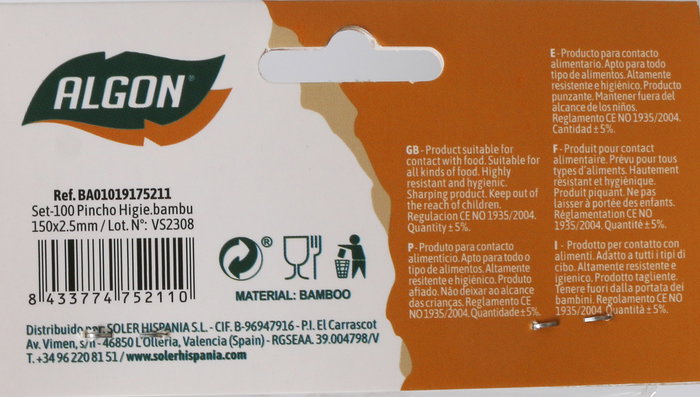 ALGON®
Ref. BA01019175211
Set-100 Pincho Higie.bambu
150x2.5mm / Lot. Nº: VS2308
8 433774 752110
®
MATERIAL: BAMBOO
Distribuido por SOLER HISPANIA S.L. - CIF. B-96947916 - P.I. El Carrascot
Av. Vimen, s/n - 46850 L'Olleria, Valencia (Spain) - RGSEAA. 39.004798/V
T. +34 96 220 81 51 / www.solerhispania.com
GB - Product suitable for
contact with food. Suitable for
all kinds of food. Highly
resistant and hygienic.
Sharping product. Keep out of
the reach of children.
Regulacion CE NO 1935/2004.
Quantity ± 5%.
P - Produto para contacto
alimentício. Apto para todo o
tipo de alimentos. Altamente
resistente e higiênico. Produto
afiado. Não deixar ao alcance
das crianças. Reglamento CE
NO 1935/2004. Quantidade ± 5%.
E - Producto para contacto
alimentario. Apto para todo
tipo de alimentos. Altamente
resistente e higiénico. Producto
punzante. Mantener fuera del
alcance de los niños.
Reglamento CE NO 1935/2004.
Cantidad ± 5%.
F - Produit pour contact
alimentaire. Prévu pour tous
types d'aliments. Hautement
résistant et hygiénique.
Produit piquant. Ne pas
laisser à portée des enfants.
Réglamentation CE NO
1935/2004. Quantité ± 5%.
I - Prodotto per contatto con
alimenti. Adatto a tutti i tipi di
cibo. Altamente resistente e
igienico. Prodotto tagliente.
Tenere fuori dalla portata dei
bambini. Regolamento CE NO
1935/2004 Quantità ± 5%.